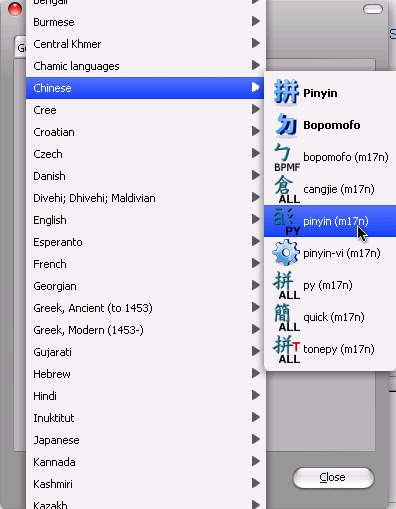 Bengali
Burmese
Central Khmer
Chamic languages
Chinese
Cree
Croatian
Czech
Danish
Divehi; Dhivehi; Maldivian
English
Esperanto
French
Georgian
Greek, Ancient (to 1453)
Greek, Modern (1453-)
Gujarati
Hebrew
Hindi
Inuktitut
Japanese
Kannada
Kashmiri
Kazakh
拼 Pinyin
ㄅ Bopomofo
ㄅ BPMF bopomofo (m17n)
倉 ALL cangjie (m17n)
PY pinyin (m17n)
pinyin-vi (m17n)
拼 ALL py (m17n)
簡 ALL quick (m17n)
拼T ALL tonepy (m17n)
Close